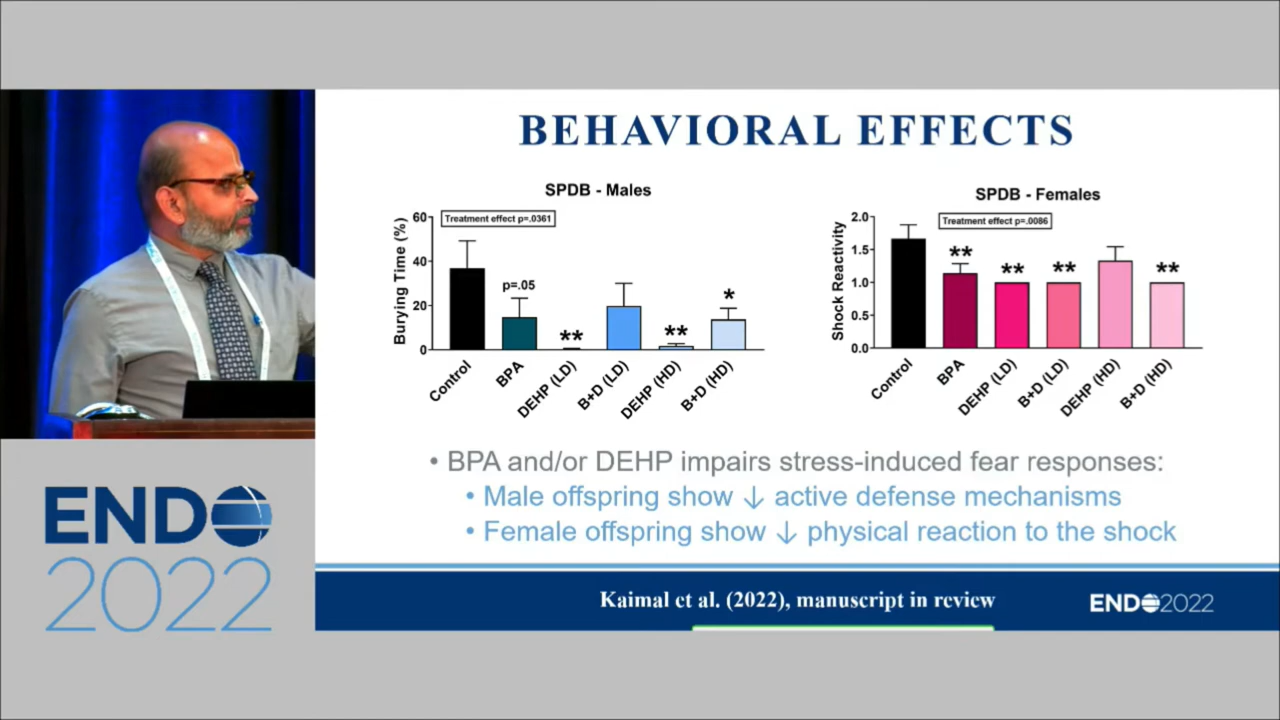 BEHAVIORAL EFFECTS
SPDB - Males
Treatment effect p=.0361
Burying Time (%)
60
40
20
0
p=.05
**
**
*
Control
BPA
DEHP (LD)
B+D (LD)
DEHP (HD)
B+D (HD)
SPDB - Females
Treatment effect p=.0086
Shock Reactivity
2.0
1.5
1.0
0.5
0.0
**
**
**
**
Control
BPA
DEHP (LD)
B+D (LD)
DEHP (HD)
B+D (HD)
• BPA and/or DEHP impairs stress-induced fear responses:
• Male offspring show ↓ active defense mechanisms
• Female offspring show ↓ physical reaction to the shock
Kaimal et al. (2022), manuscript in review
ENDO2022
ENDO
2022